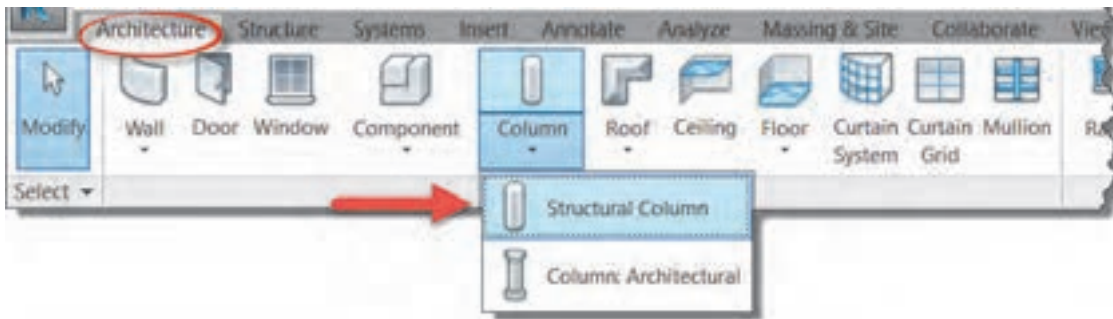 Architecture Structure Systems Insert Annotate Analyze Massing & Site Collaborate
Modify Wall Door Window Component Column Roof Ceiling Floor Curtain System Curtain Grid Mullion
Select
Structural Column
Column: Architectural